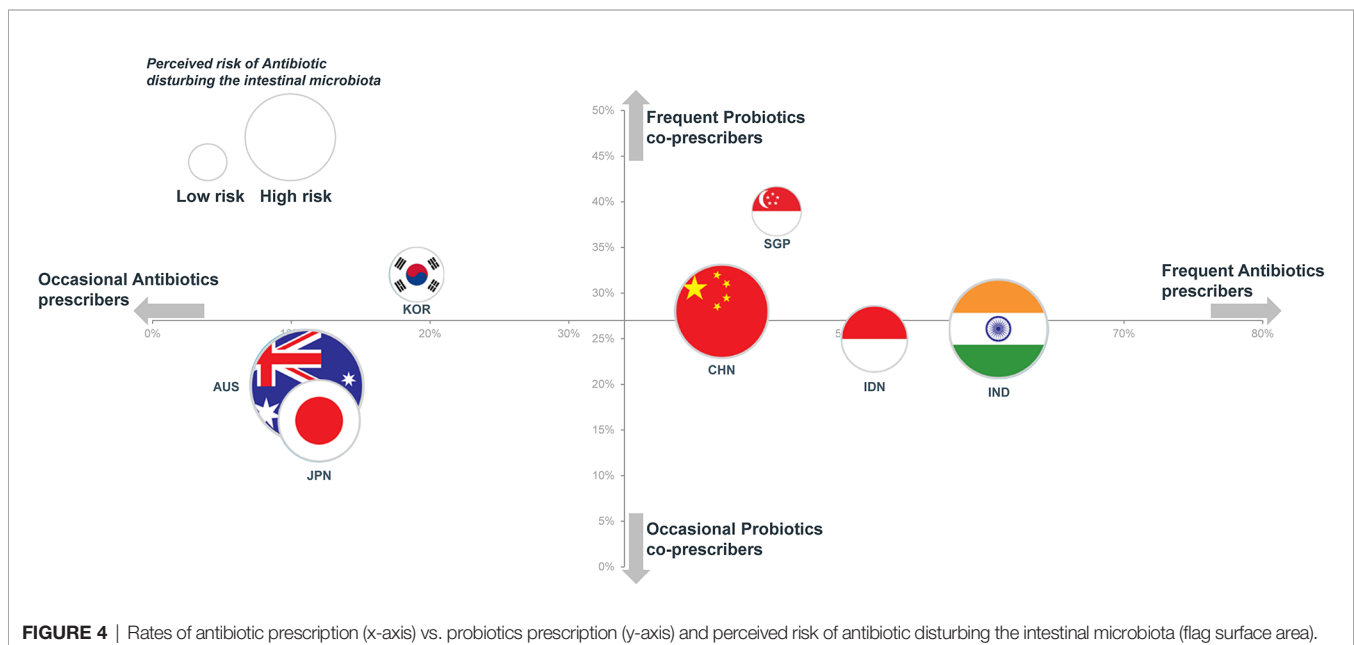 Perceived risk of Antibiotic
disturbing the intestinal microbiota
Low risk High risk
50%
Frequent Probiotics
co-prescribers
45%
40%
SGP
35%
Occasional Antibiotics
prescribers
KOR
30%
Frequent Antibiotics
prescribers
0% 20% 30% 70% 80%
25%
CHN
IDN
IND
AUS
20%
15%
JPN
10%
5%
Occasional Probiotics
co-prescribers
0%
FIGURE 4 | Rates of antibiotic prescription (x-axis) vs. probiotics prescription (y-axis) and perceived risk of antibiotic disturbing the intestinal microbiota (flag surface area).